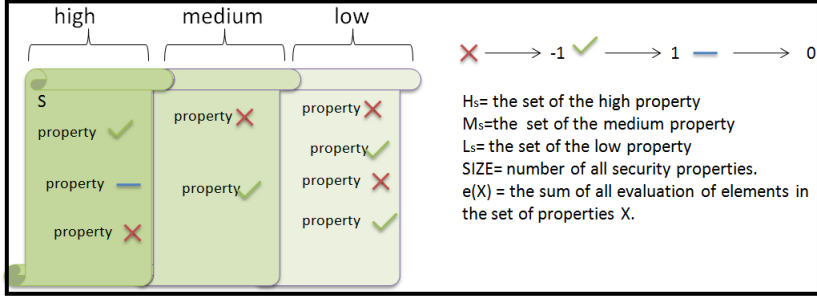 high medium low
S
property
property
property
property
property
property
property
property
property
-1 1 0
Hs= the set of the high property
Ms=the set of the medium property
Ls= the set of the low property
SIZE= number of all security properties.
e(X) = the sum of all evaluation of elements in
the set of properties X.